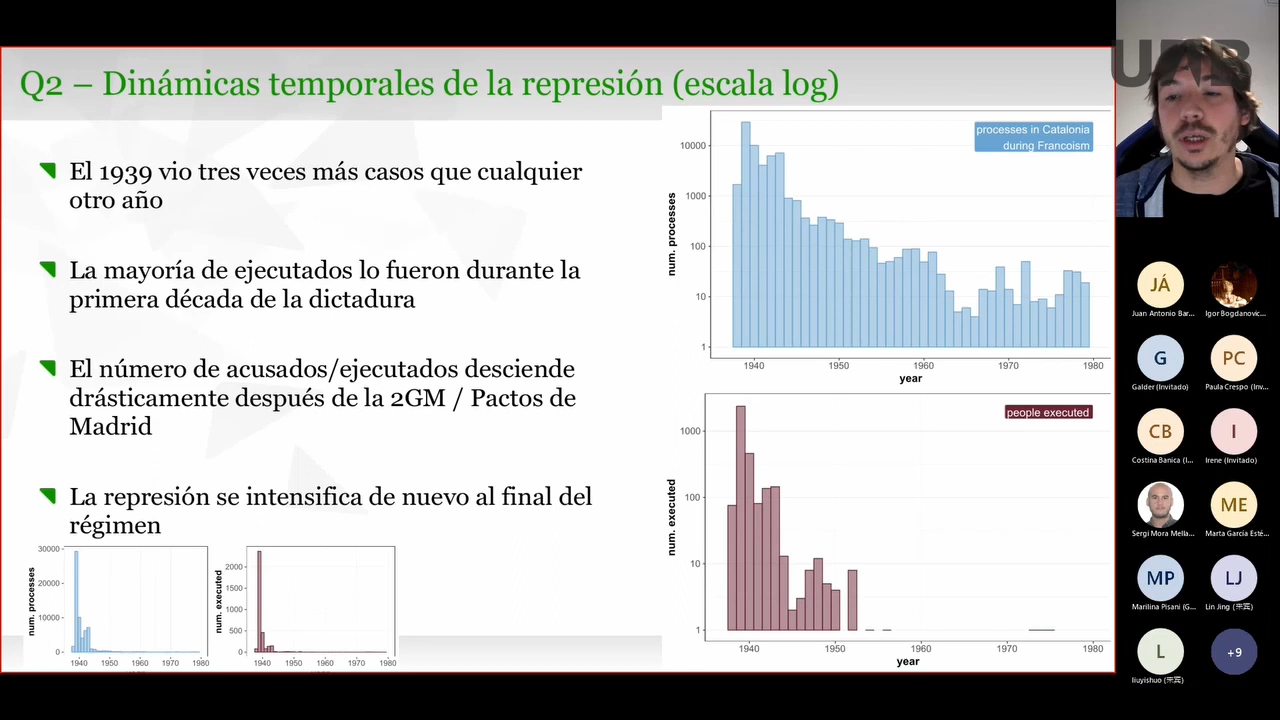 Q2 – Dinámicas temporales de la represión (escala log)
El 1939 vio tres veces más casos que cualquier
otro año
La mayoría de ejecutados lo fueron durante la
primera década de la dictadura
El número de acusados/ejecutados desciende
drásticamente después de la 2GM / Pactos de
Madrid
La represión se intensifica de nuevo al final del
régimen
num. processes
30000
20000
10000
0
1940 1950 1960 1970 1980
num. executed
2000
1500
1000
500
0
1940 1950 1960 1970 1980
processes in Catalonia
during Francoism
num. processes
10000
1000
100
10
1
1940 1950 1960 1970 1980
year
people executed
num. executed
1000
100
10
1
1940 1950 1960 1970 1980
year
JÁ
Juan Antonio Bar...
Igor Bogdanovic...
G
Galder (Invitado)
PC
Paula Crespo (Inv...
CB
Costina Banica (I...
I
Irene (Invitado)
Sergi Mora Mella...
ME
Marta Garcia Esté...
MP
Marilina Pisani (G...
LJ
Lin Jing (来宾)
L
liuyishuo (来宾)
+9